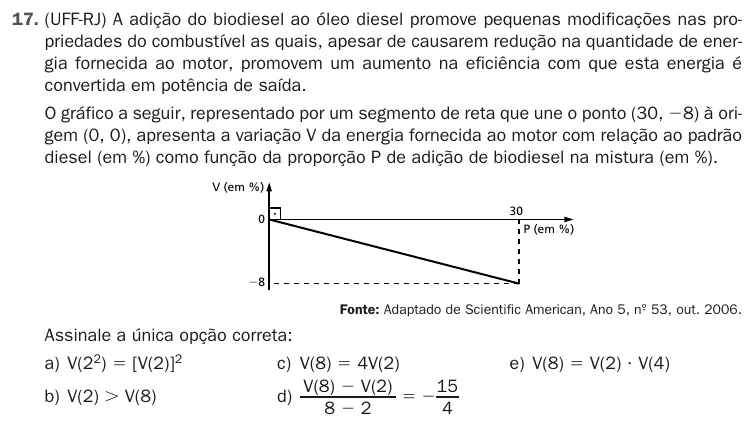 17. (UFF-RJ) A adição do biodiesel ao óleo diesel promove pequenas modificações nas pro-
priedades do combustível as quais, apesar de causarem redução na quantidade de ener-
gia fornecida ao motor, promovem um aumento na eficiência com que esta energia é
convertida em potência de saída.
O gráfico a seguir, representado por um segmento de reta que une o ponto (30, −8) à ori-
gem (0, 0), apresenta a variação V da energia fornecida ao motor com relação ao padrão
diesel (em %) como função da proporção P de adição de biodiesel na mistura (em %).
V (em %)
30
0
P (em %)
−8
Fonte: Adaptado de Scientific American, Ano 5, nº 53, out. 2006.
Assinale a única opção correta:
a) V(2²) = [V(2)]²
b) V(2) > V(8)
c) V(8) = 4V(2)
d) V(8) − V(2) / 8 − 2 = − 15 / 4
e) V(8) = V(2) · V(4)